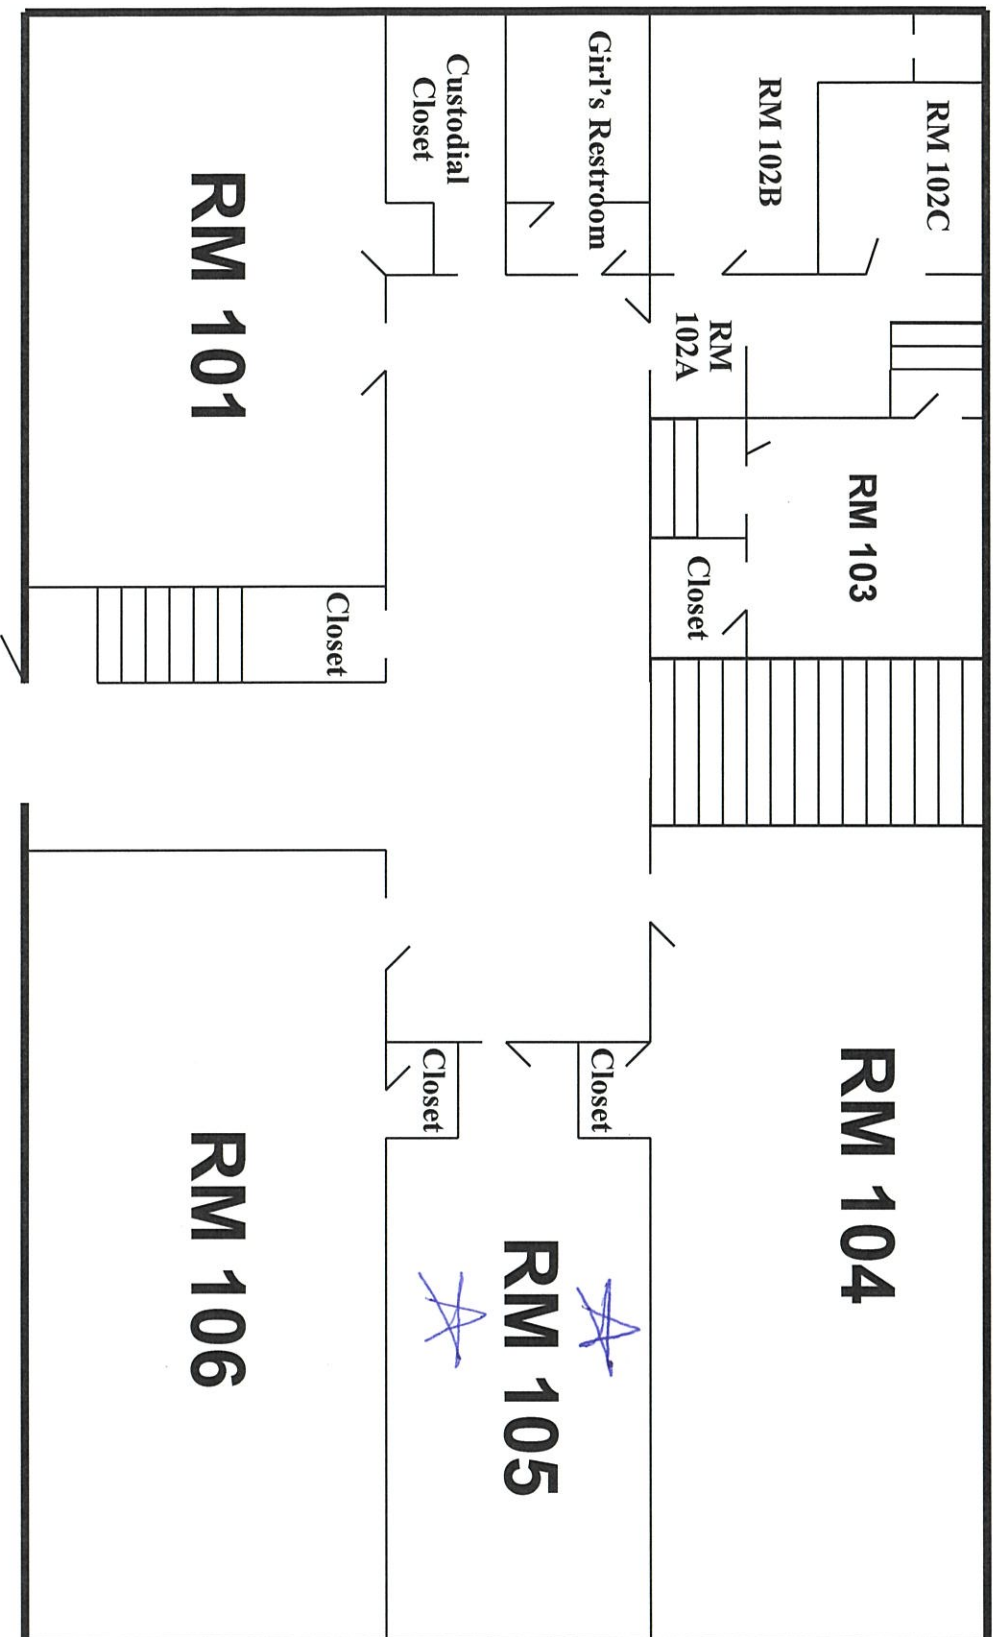 RM 102C
RM 102B
Girl's Restroom
Custodial
Closet
RM
102A
RM 103
Closet
RM 101
Closet
RM 104
Closet
RM 105
Closet
RM 106